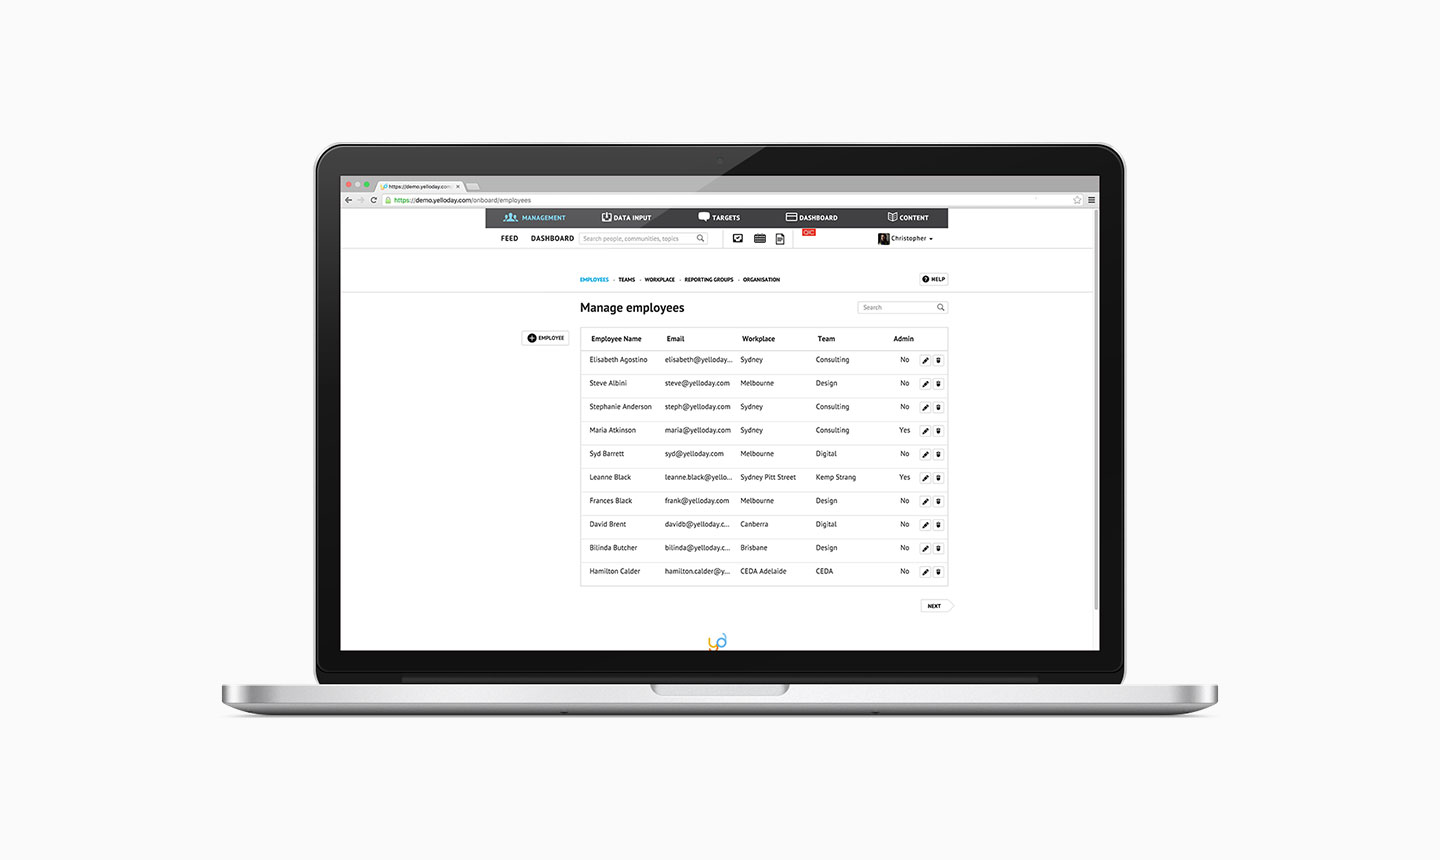 https://demo.yelloday.com
https://demo.yelloday.com/onboard/employees
MANAGEMENT DATA INPUT TARGETS DASHBOARD CONTENT
FEED DASHBOARD Search people, communities, topics Christopher
EMPLOYEES TEAMS WORKPLACE REPORTING GROUPS ORGANISATION HELP
Manage employees Search
EMPLOYEE
Employee Name Email Workplace Team Admin
Elisabeth Agostino elisabeth@yelloday... Sydney Consulting No
Steve Albini steve@yelloday.com Melbourne Design No
Stephanie Anderson steph@yelloday.com Sydney Consulting No
Maria Atkinson maria@yelloday.com Sydney Consulting Yes
Syd Barrett syd@yelloday.com Melbourne Digital No
Leanne Black leanne.black@yello... Sydney Pitt Street Kemp Strang Yes
Frances Black frank@yelloday.com Melbourne Design No
David Brent davidb@yelloday.c... Canberra Digital No
Bilinda Butcher bilinda@yelloday.c... Brisbane Design No
Hamilton Calder hamilton.calder@y... CEDA Adelaide CEDA No
NEXT
yd